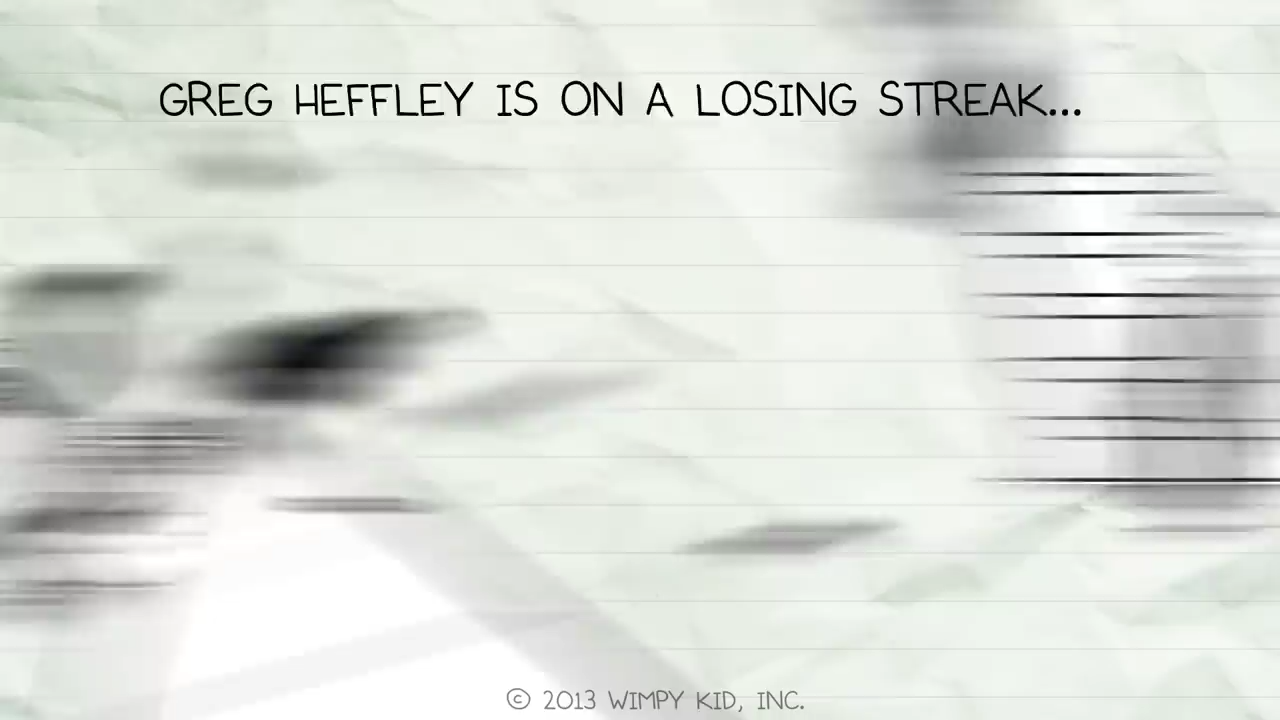 GREG HEFFLEY IS ON A LOSING STREAK...
© 2013 WIMPY KID, INC.